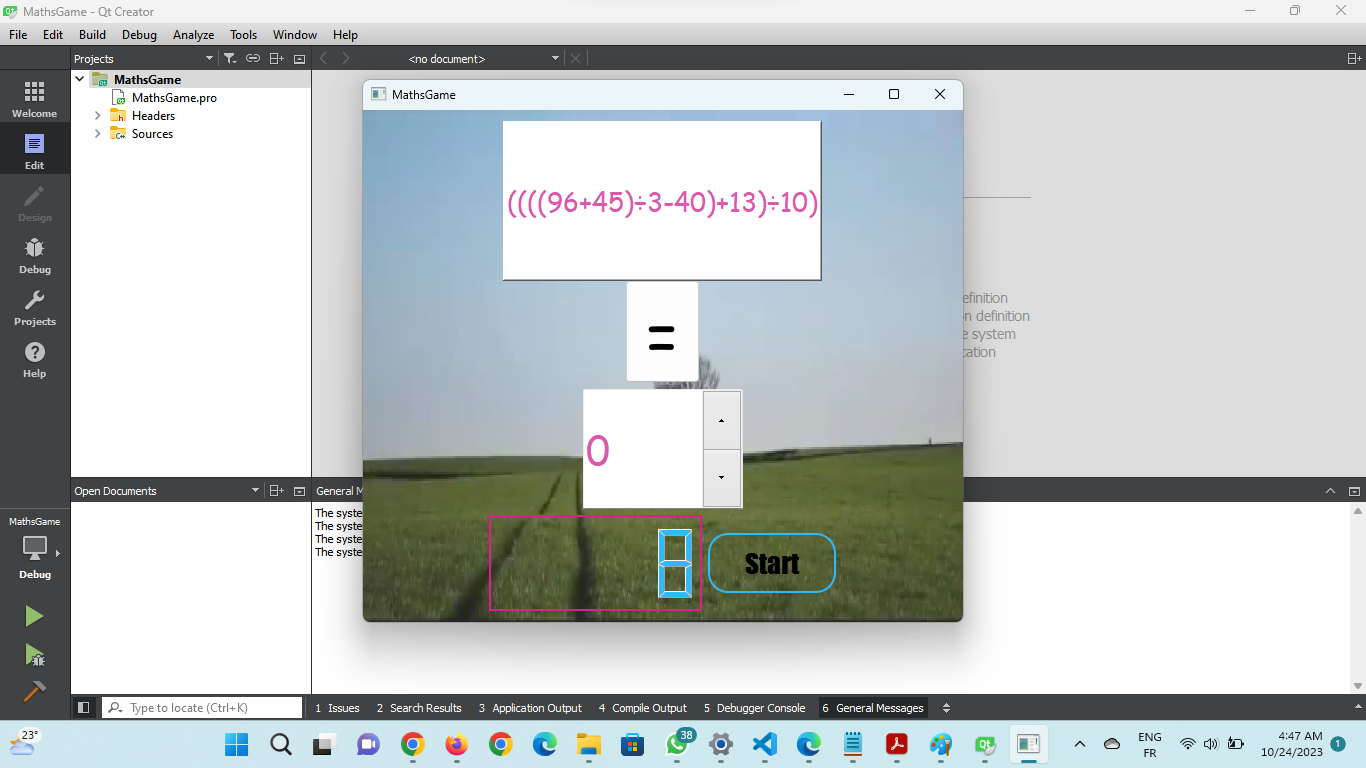 MathsGame - Qt Creator
File Edit Build Debug Analyze Tools Window Help
Projects
<no document>
MathsGame
MathsGame.pro
Headers
Sources
Welcome
Edit
Design
Debug
Projects
Help
MathsGame
((((96+45)÷3-40)+13)÷10)
=
0
8
Start
efinition
n definition
e system
cation
Open Documents
General M
The syste
The syste
The syste
The syste
MathsGame
Debug
Type to locate (Ctrl+K)
1 Issues 2 Search Results 3 Application Output 4 Compile Output 5 Debugger Console 6 General Messages
23°
38
ENG
FR
4:47 AM
10/24/2023
1